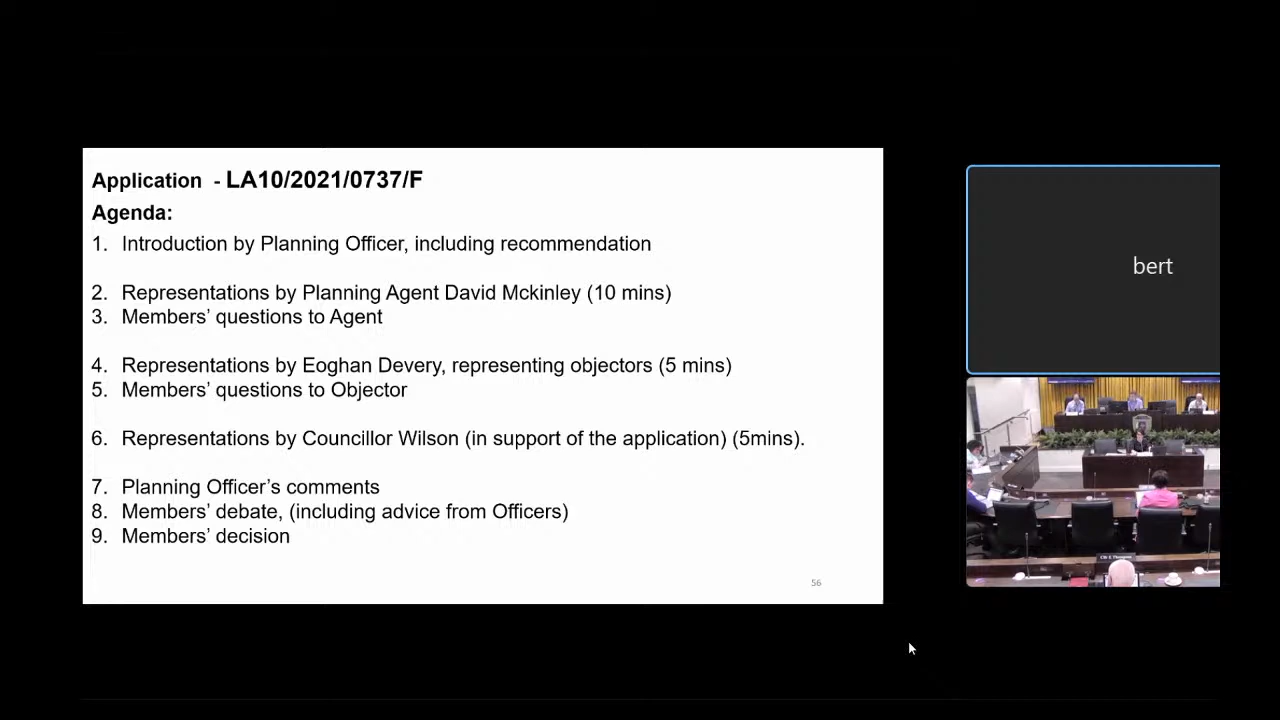 Application - LA10/2021/0737/F
Agenda:
1. Introduction by Planning Officer, including recommendation
2. Representations by Planning Agent David Mckinley (10 mins)
3. Members’ questions to Agent
4. Representations by Eoghan Devery, representing objectors (5 mins)
5. Members’ questions to Objector
6. Representations by Councillor Wilson (in support of the application) (5mins).
7. Planning Officer’s comments
8. Members’ debate, (including advice from Officers)
9. Members’ decision
56
bert